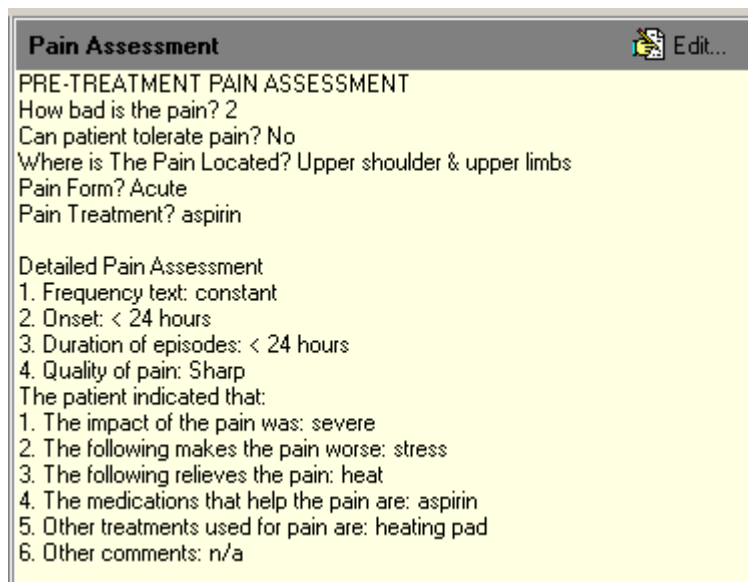 Pain Assessment
Edit...
PRE-TREATMENT PAIN ASSESSMENT
How bad is the pain? 2
Can patient tolerate pain? No
Where is The Pain Located? Upper shoulder & upper limbs
Pain Form? Acute
Pain Treatment? aspirin
Detailed Pain Assessment
1. Frequency text: constant
2. Onset: < 24 hours
3. Duration of episodes: < 24 hours
4. Quality of pain: Sharp
The patient indicated that:
1. The impact of the pain was: severe
2. The following makes the pain worse: stress
3. The following relieves the pain: heat
4. The medications that help the pain are: aspirin
5. Other treatments used for pain are: heating pad
6. Other comments: n/a